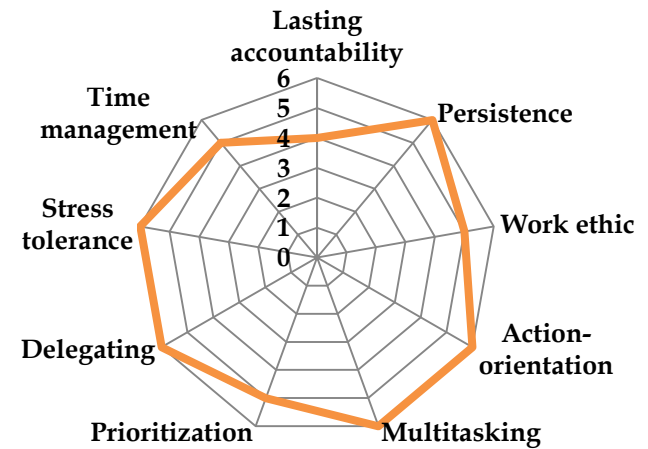 Lasting
accountability
6
5
4
3
2
1
0
Persistence
Work ethic
Action-
orientation
Multitasking
Prioritization
Delegating
Stress
tolerance
Time
management